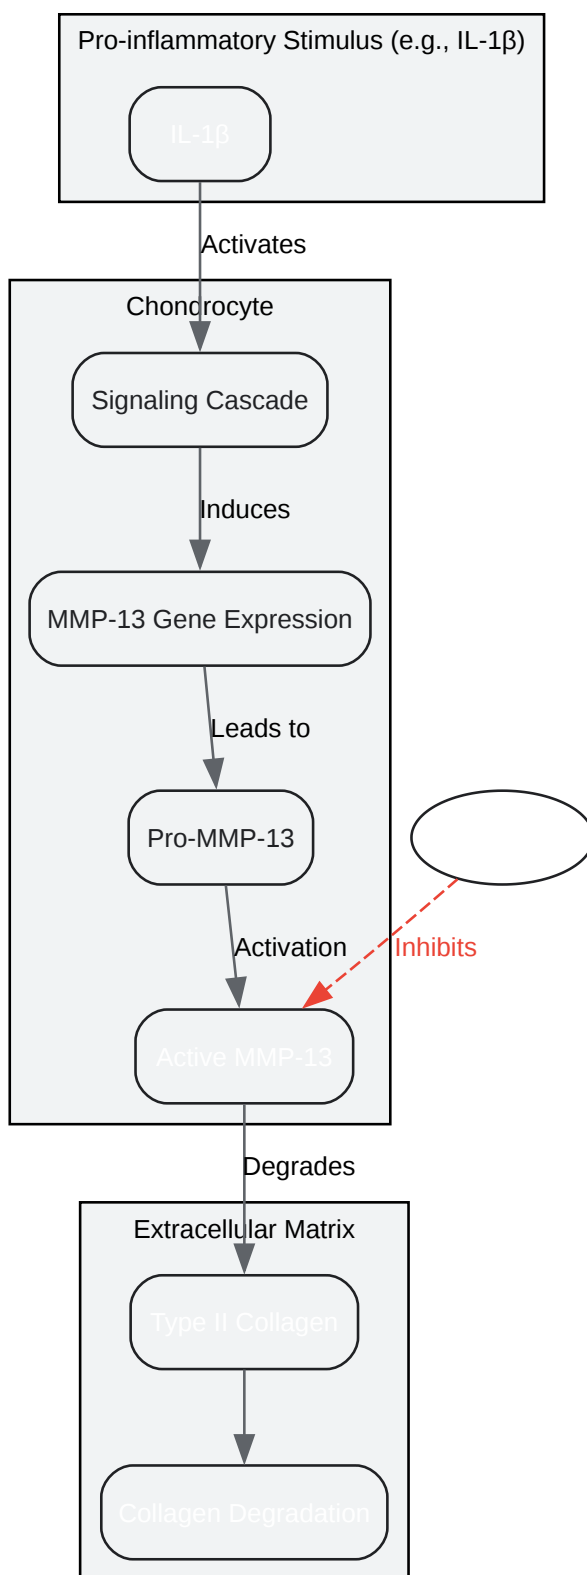 Pro-inflammatory Stimulus (e.g., IL-1β)
IL-1β
Activates
Chondrocyte
Signaling Cascade
Induces
MMP-13 Gene Expression
Leads to
Pro-MMP-13
Activation
Inhibits
Active MMP-13
Degrades
Extracellular Matrix
Type II Collagen
Collagen Degradation